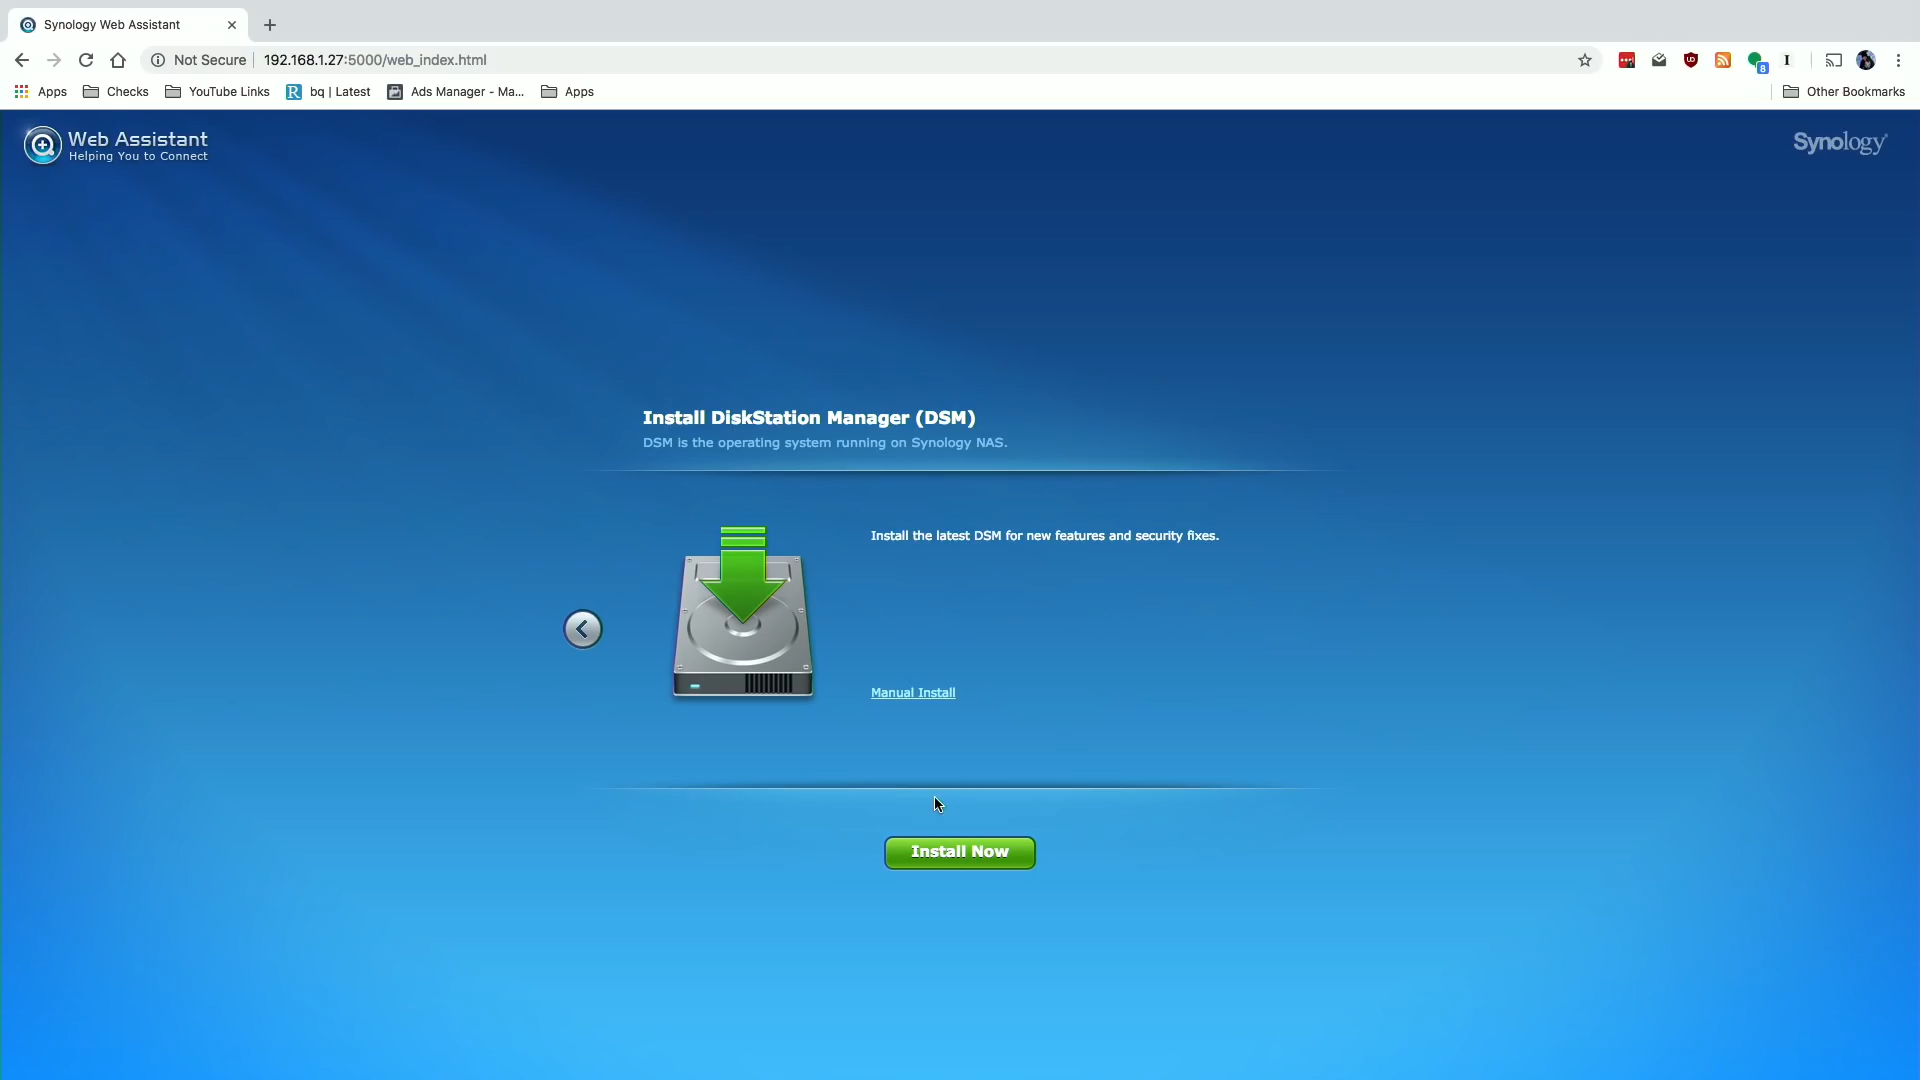 Synology Web Assistant
Not Secure
192.168.1.27:5000/web_index.html
8
I
Apps
Checks
YouTube Links
R
bq | Latest
Ads Manager - Ma...
Apps
Other Bookmarks
Web Assistant
Helping You to Connect
Synology
Install DiskStation Manager (DSM)
DSM is the operating system running on Synology NAS.
Install the latest DSM for new features and security fixes.
Manual Install
Install Now